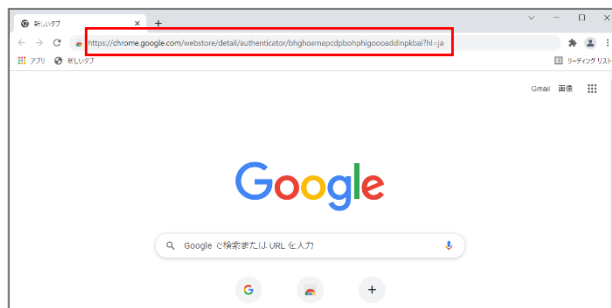 新しいタブ
https://chrome.google.com/webstore/detail/authenticator/bhghoamapcdpbohphigoooaddinpkbai?hl=ja
アプリ 新しいタブ リーディング リスト
Gmail 画像
Google
Google で検索または URL を入力
G